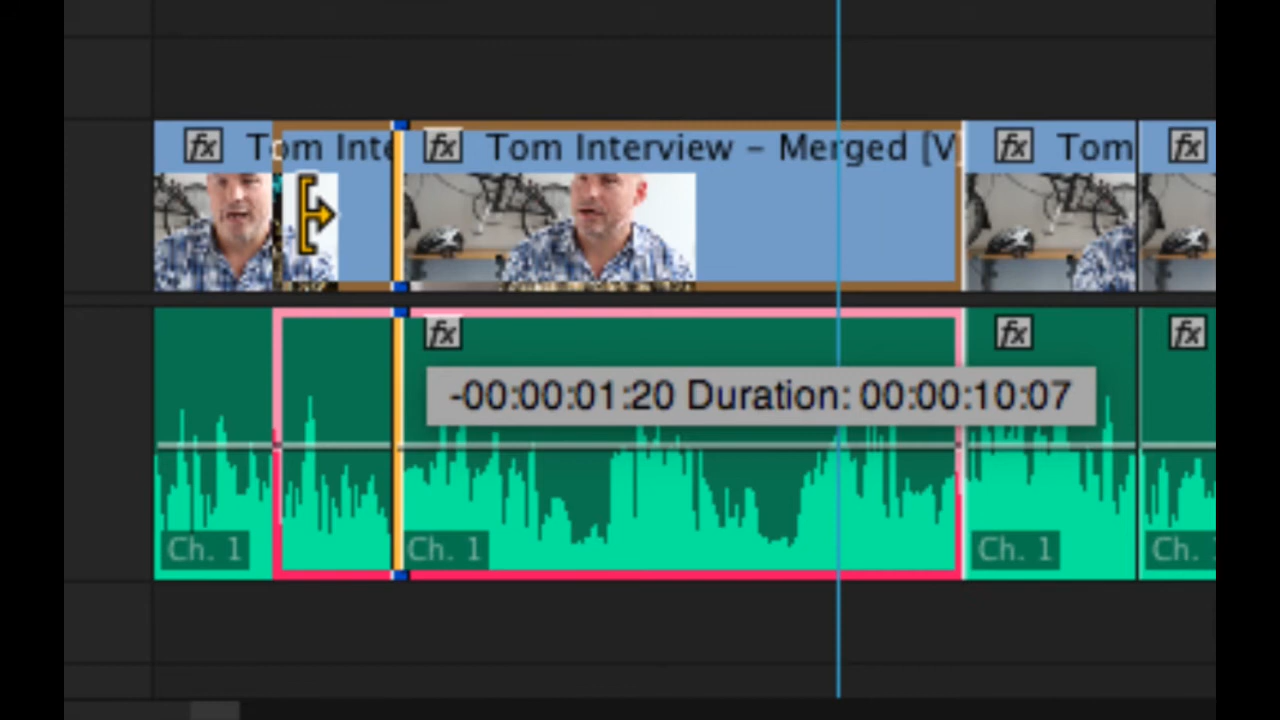 fx Tom Inte fx Tom Interview – Merged [V fx Tom fx
fx fx fx
-00:00:01:20 Duration: 00:00:10:07
Ch. 1 Ch. 1 Ch. 1 Ch.